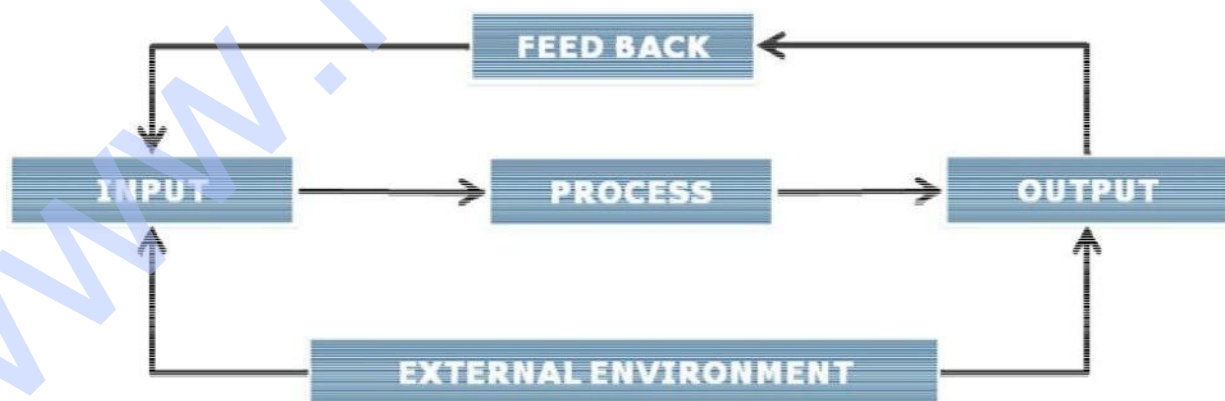 FEED BACK
INPUT
PROCESS
OUTPUT
EXTERNAL ENVIRONMENT